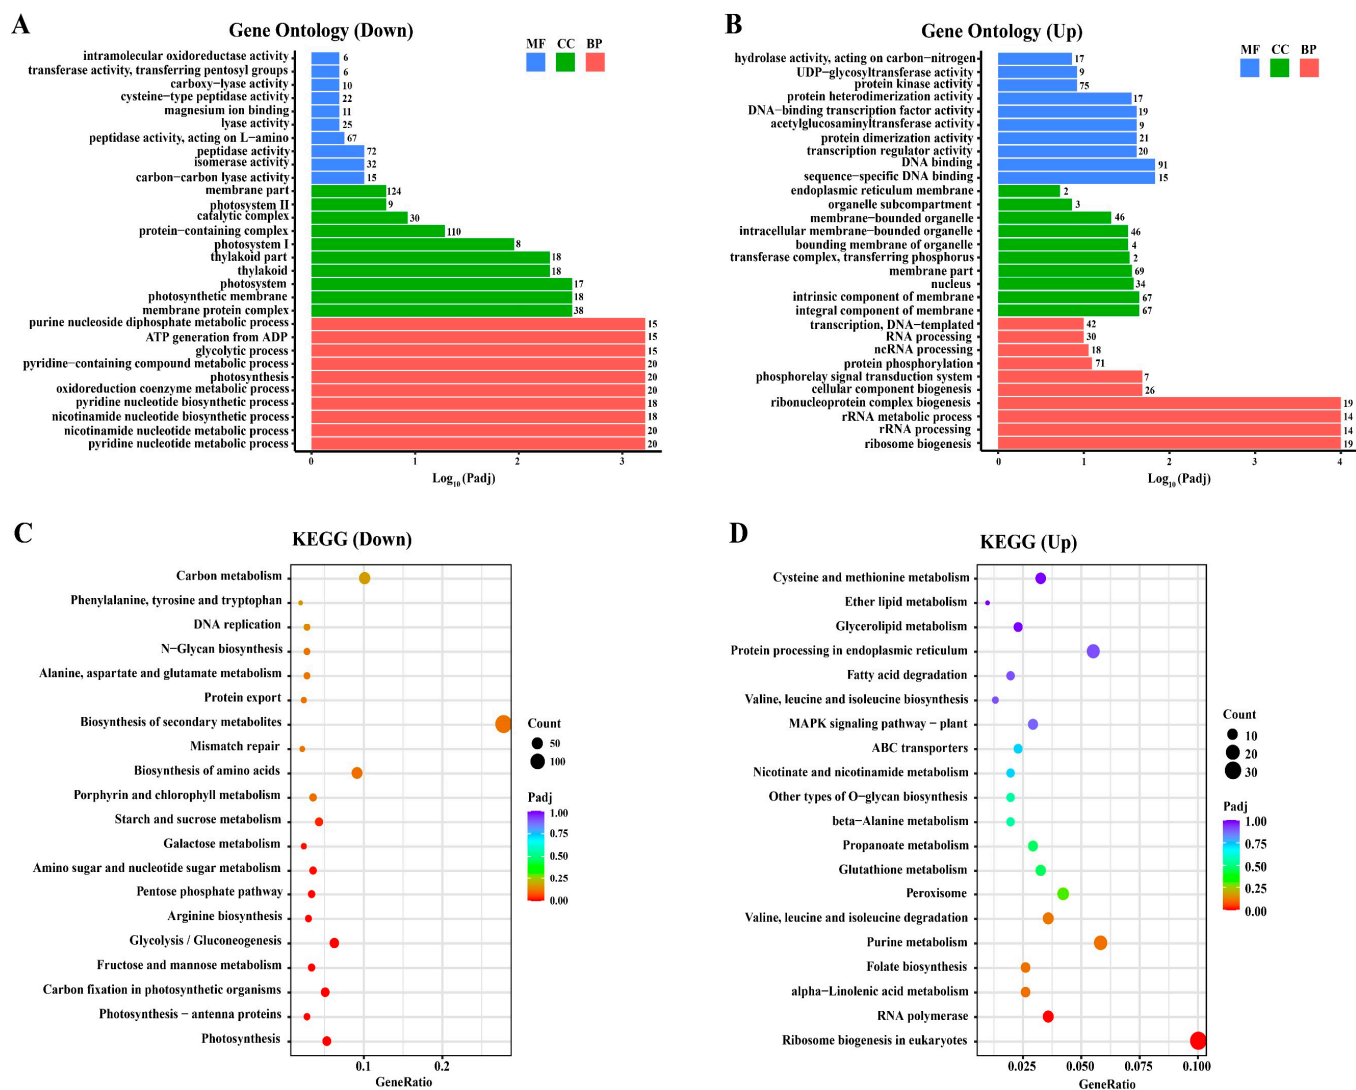 A
Gene Ontology (Down)
MF CC BP
intramolecular oxidoreductase activity 6
transferase activity, transferring pentosyl groups 6
carboxy−lyase activity 10
cysteine−type peptidase activity 22
magnesium ion binding 11
lyase activity 25
peptidase activity, acting on L−amino 67
peptidase activity 72
isomerase activity 32
carbon−carbon lyase activity 15
membrane part 124
photosystem II 9
catalytic complex 30
protein−containing complex 110
photosystem I 8
thylakoid part 18
thylakoid 18
photosystem 17
photosynthetic membrane 18
membrane protein complex 38
purine nucleoside diphosphate metabolic process 15
ATP generation from ADP 15
glycolytic process 15
pyridine−containing compound metabolic process 20
photosynthesis 20
oxidoreduction coenzyme metabolic process 20
pyridine nucleotide biosynthetic process 18
nicotinamide nucleotide biosynthetic process 18
nicotinamide nucleotide metabolic process 20
pyridine nucleotide metabolic process 20
0 1 2 3
Log10 (Padj)
B
Gene Ontology (Up)
MF CC BP
hydrolase activity, acting on carbon−nitrogen 17
UDP−glycosyltransferase activity 9
protein kinase activity 75
protein heterodimerization activity 17
DNA−binding transcription factor activity 19
acetylglucosaminyltransferase activity 9
protein dimerization activity 21
transcription regulator activity 20
DNA binding 91
sequence−specific DNA binding 15
endoplasmic reticulum membrane 2
organelle subcompartment 3
membrane−bounded organelle 46
intracellular membrane−bounded organelle 46
bounding membrane of organelle 4
transferase complex, transferring phosphorus 2
membrane part 69
nucleus 34
intrinsic component of membrane 67
integral component of membrane 67
transcription, DNA−templated 42
RNA processing 30
ncRNA processing 18
protein phosphorylation 71
phosphorelay signal transduction system 7
cellular component biogenesis 26
ribonucleoprotein complex biogenesis 19
rRNA metabolic process 14
rRNA processing 14
ribosome biogenesis 19
0 1 2 3 4
Log10 (Padj)
C
KEGG (Down)
Carbon metabolism
Phenylalanine, tyrosine and tryptophan
DNA replication
N−Glycan biosynthesis
Alanine, aspartate and glutamate metabolism
Protein export
Biosynthesis of secondary metabolites
Mismatch repair
Biosynthesis of amino acids
Porphyrin and chlorophyll metabolism
Starch and sucrose metabolism
Galactose metabolism
Amino sugar and nucleotide sugar metabolism
Pentose phosphate pathway
Arginine biosynthesis
Glycolysis / Gluconeogenesis
Fructose and mannose metabolism
Carbon fixation in photosynthetic organisms
Photosynthesis − antenna proteins
Photosynthesis
0.1 0.2
GeneRatio
Count
50
100
Padj
1.00
0.75
0.50
0.25
0.00
D
KEGG (Up)
Cysteine and methionine metabolism
Ether lipid metabolism
Glycerolipid metabolism
Protein processing in endoplasmic reticulum
Fatty acid degradation
Valine, leucine and isoleucine biosynthesis
MAPK signaling pathway − plant
ABC transporters
Nicotinate and nicotinamide metabolism
Other types of O−glycan biosynthesis
beta−Alanine metabolism
Propanoate metabolism
Glutathione metabolism
Peroxisome
Valine, leucine and isoleucine degradation
Purine metabolism
Folate biosynthesis
alpha−Linolenic acid metabolism
RNA polymerase
Ribosome biogenesis in eukaryotes
0.025 0.050 0.075 0.100
GeneRatio
Count
10
20
30
Padj
1.00
0.75
0.50
0.25
0.00